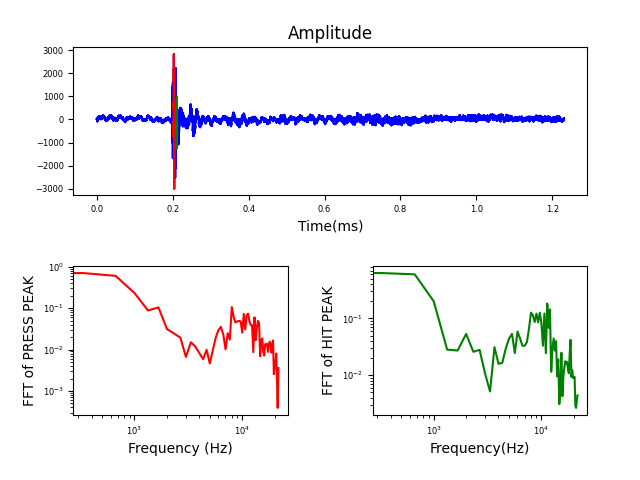 Amplitude
3000
2000
1000
0
−1000
−2000
−3000
0.0 0.2 0.4 0.6 0.8 1.0 1.2
Time(ms)
FFT of PRESS PEAK
10⁰
10⁻¹
10⁻²
10⁻³
10³ 10⁴
Frequency (Hz)
FFT of HIT PEAK
10⁻¹
10⁻²
10³ 10⁴
Frequency(Hz)